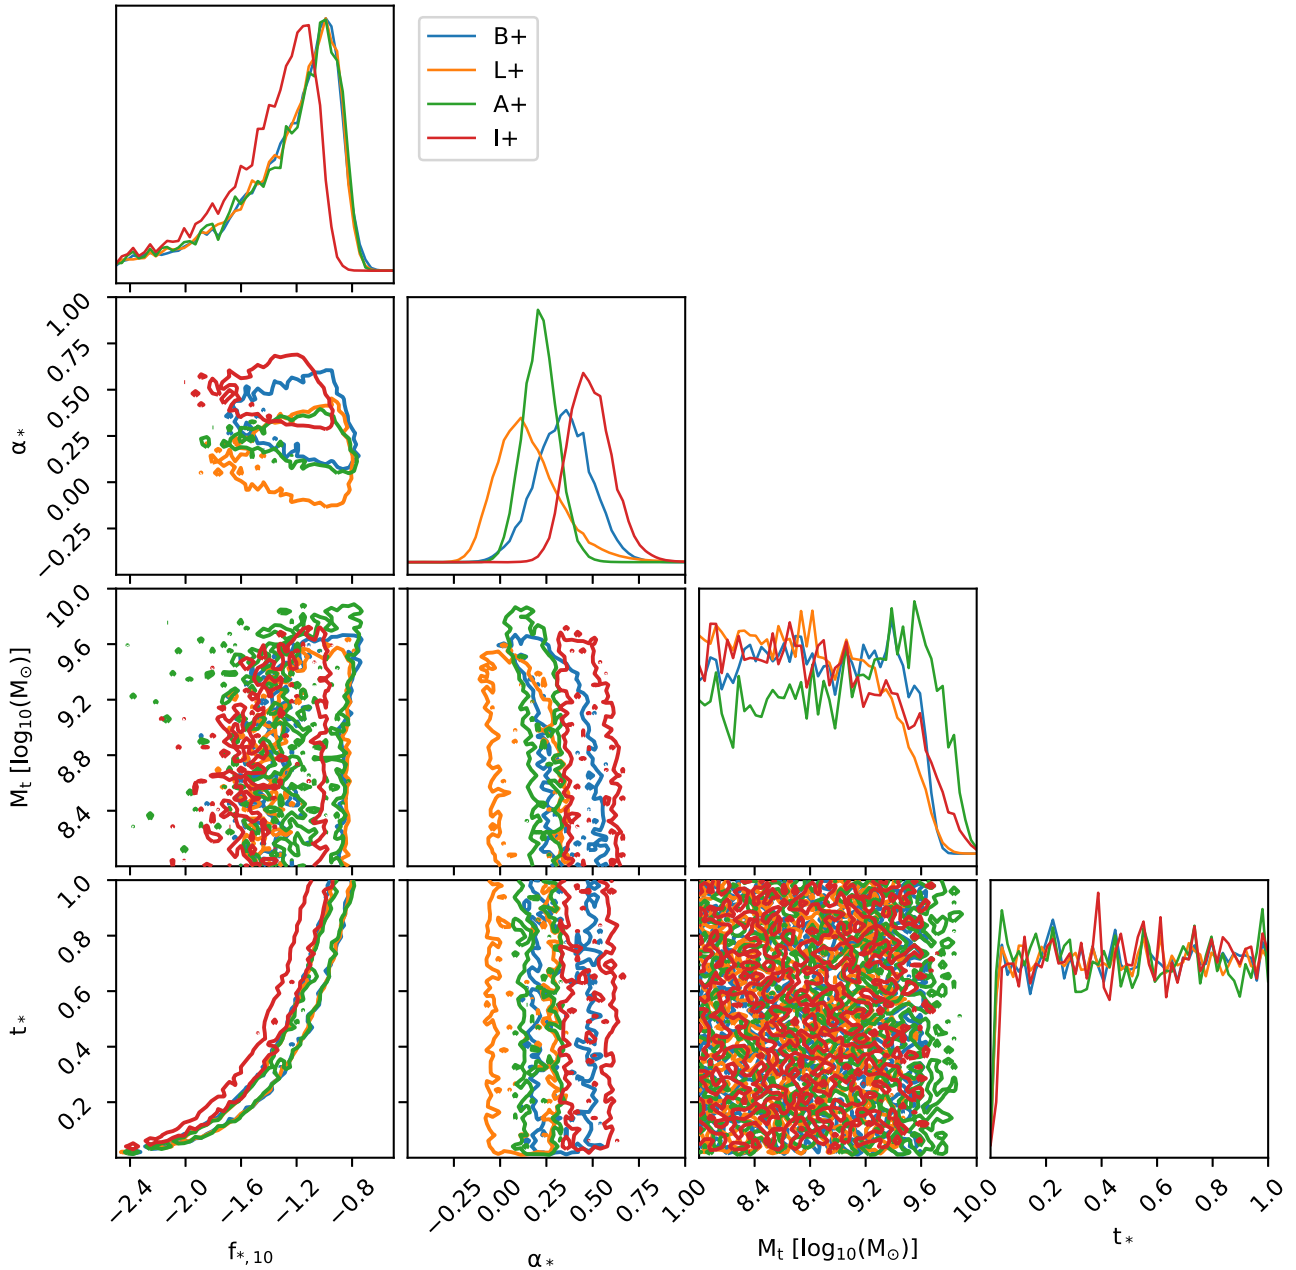 B+
L+
A+
I+
1.00
0.75
0.50
0.25
0.00
−0.25
α*
10.0
9.6
9.2
8.8
8.4
Mt [log10(M⊙)]
1.0
0.8
0.6
0.4
0.2
t*
−2.4 −2.0 −1.6 −1.2 −0.8
f*,10
−0.25 0.00 0.25 0.50 0.75 1.00
α*
8.4 8.8 9.2 9.6 10.0
Mt [log10(M⊙)]
0.2 0.4 0.6 0.8 1.0
t*